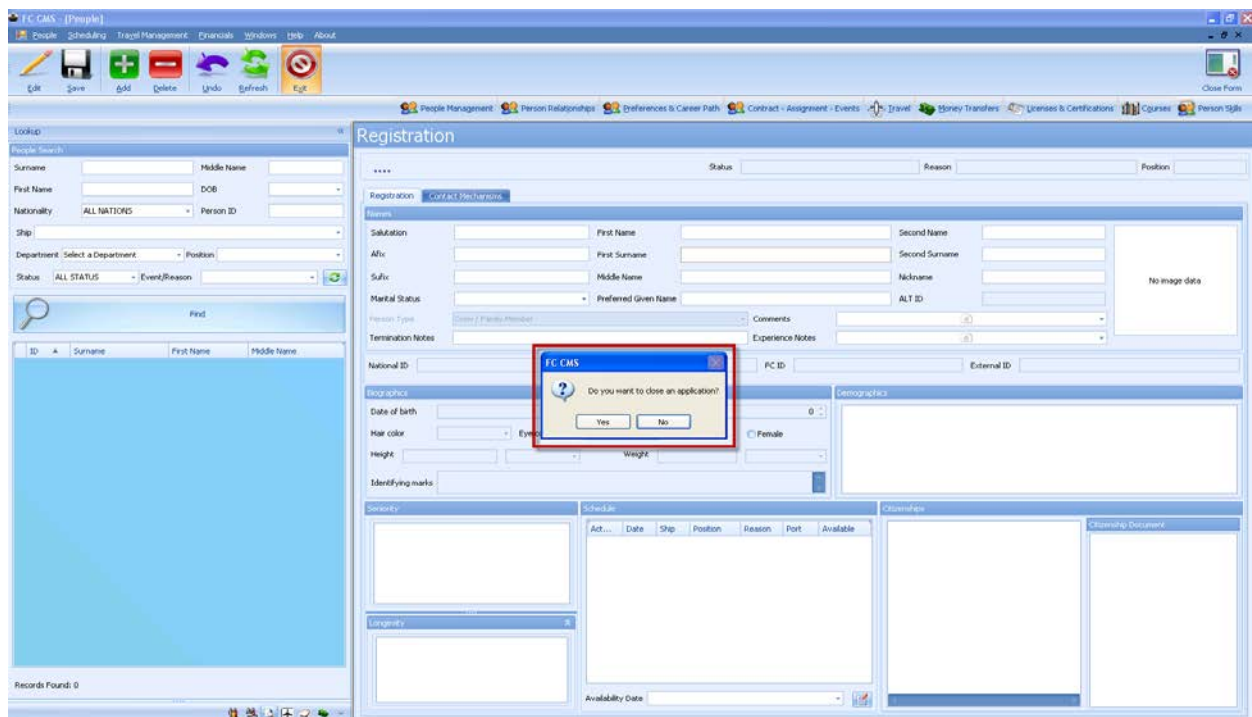 FC CMS - [People]
People Scheduling Travel Management Financials Windows Help About
Edit Save Add Delete Undo Refresh Exit Close Form
People Management Person Relationships Preferences & Career Path Contract - Assignment - Events Travel Money Transfers Licenses & Certifications Courses Person Skills
Lookup
People Search
Surname Middle Name
First Name DOB
Nationality ALL NATIONS Person ID
Ship
Department Select a Department Position
Status ALL STATUS Event/Reason
Find
ID Surname First Name Middle Name
Records Found: 0
Registration
.... Status Reason Position
Registration Contact Mechanisms
Names
Salutation First Name Second Name
Afix First Surname Second Surname
Sufix Middle Name Nickname
No image data
Marital Status Preferred Given Name ALT ID
Person Type Crew / Family Member Comments
Termination Notes Experience Notes
National ID FC ID External ID
FC CMS
Do you want to close an application?
Yes No
Biographics
Date of birth 0
Hair color Female
Height Weight
Identifying marks
Demographics
Seniority
Longevity
Schedule
Act... Date Ship Position Reason Port Available
Availability Date
Citizenships
Citizenship Document